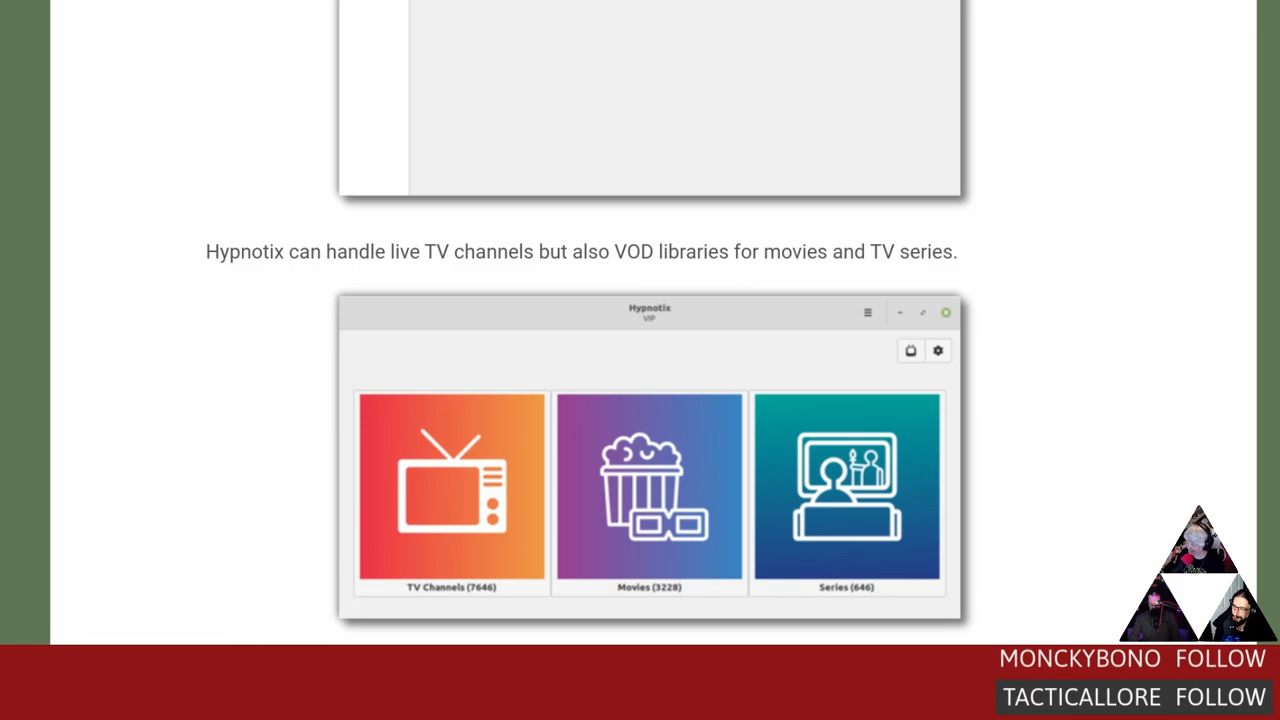 Hypnotix can handle live TV channels but also VOD libraries for movies and TV series.
Hypnotix
VIP
TV Channels (7646)
Movies (3228)
Series (646)
MONCKYBONO FOLLOW
TACTICALLORE FOLLOW